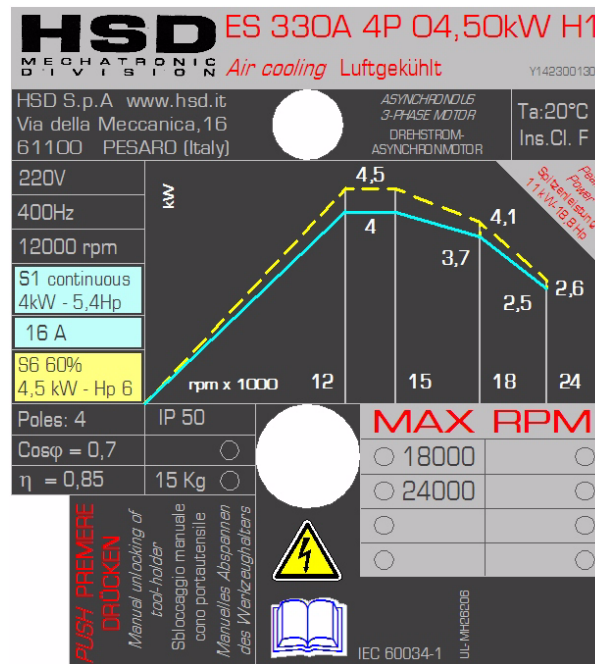 HSD
MECHATRONIC
DIVISION
ES 330A 4P 04,50kW H1
Air cooling Luftgekühlt
Y142300130
HSD S.p.A www.hsd.it
Via della Meccanica,16
61100 PESARO (Italy)
ASYNCHRONOUS
3-PHASE MOTOR
DREHSTROM-
ASYNCHRONMOTOR
Ta:20°C
Ins.Cl. F
220V
400Hz
12000 rpm
S1 continuous
4kW - 5,4Hp
16 A
S6 60%
4,5 kW - Hp 6
kW
4,5
4
4,1
3,7
2,6
2,5
rpm x 1000
12
15
18
24
Spitzenleistung
11kW-18,8Hp
Poles: 4
IP 50
Cosφ = 0,7
η = 0,85
15 Kg
MAX RPM
18000
24000
PUSH PREMERE
DRÜCKEN
Manual unlocking of
tool-holder
Sbloccaggio manuale
cono portautensile
Manuelles Abspannen
des Werkzeughalters
IEC 60034-1
UL-MH26206